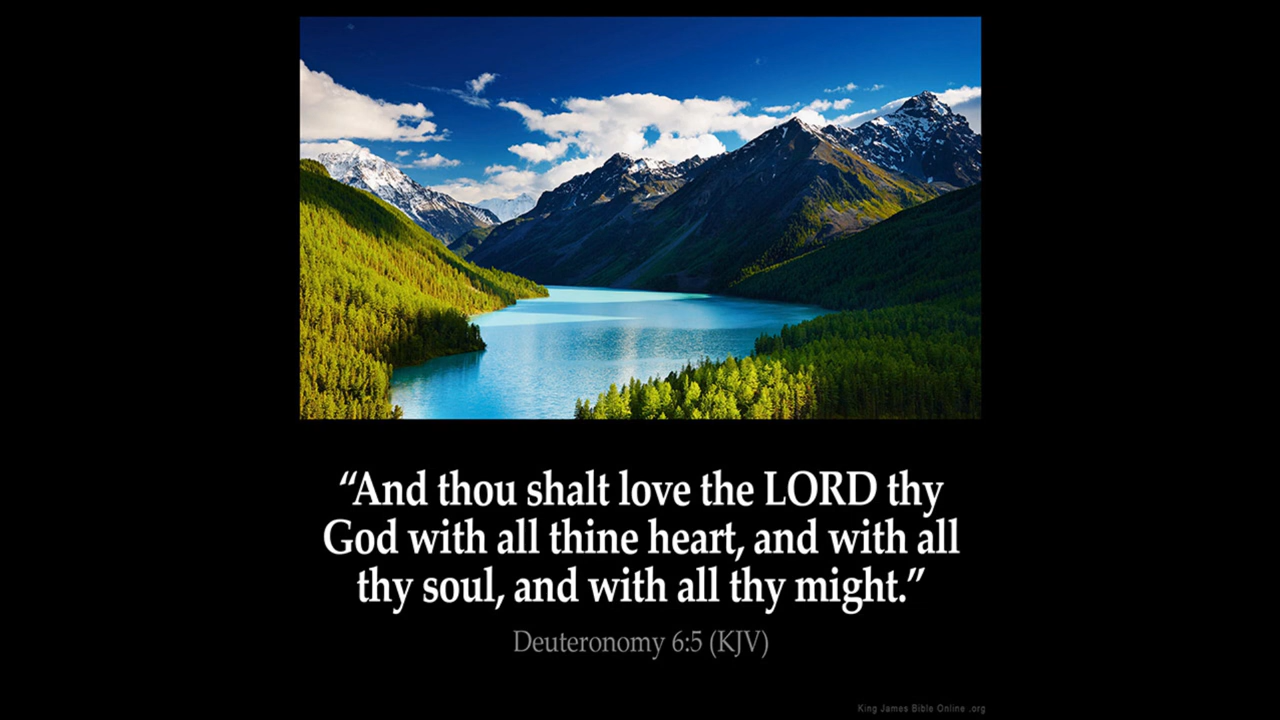 “And thou shalt love the LORD thy
God with all thine heart, and with all
thy soul, and with all thy might.”
Deuteronomy 6:5 (KJV)
King James Bible Online .org